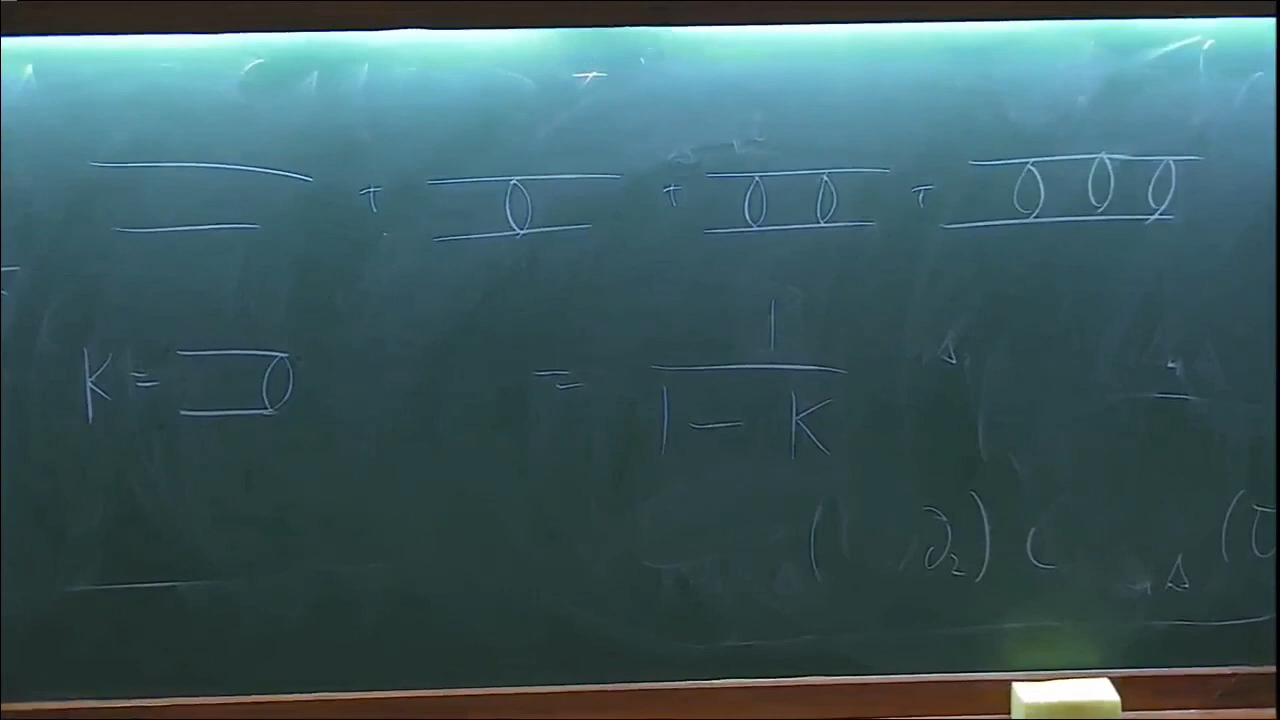 + + +
K = = 1 / (1 - K)
∂₂)